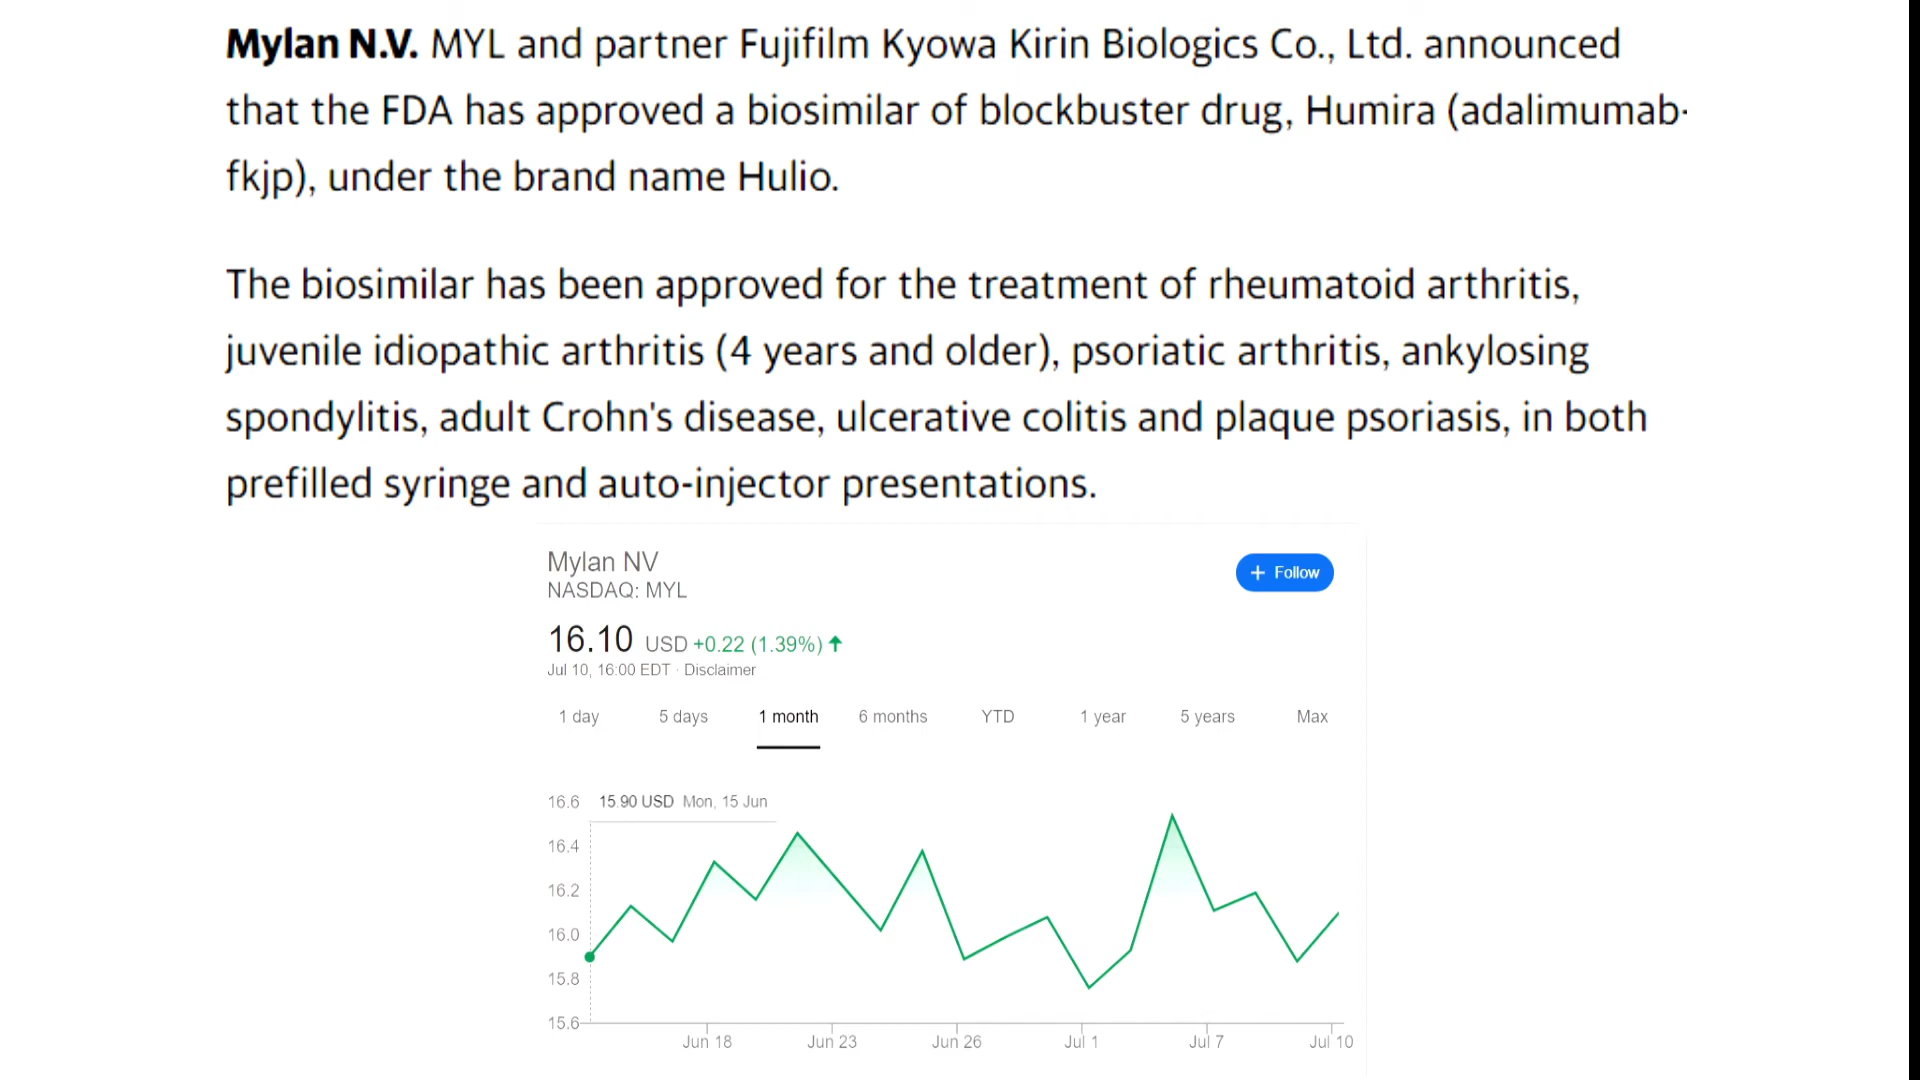 Mylan N.V. MYL and partner Fujifilm Kyowa Kirin Biologics Co., Ltd. announced
that the FDA has approved a biosimilar of blockbuster drug, Humira (adalimumab-
fkjp), under the brand name Hulio.
The biosimilar has been approved for the treatment of rheumatoid arthritis,
juvenile idiopathic arthritis (4 years and older), psoriatic arthritis, ankylosing
spondylitis, adult Crohn's disease, ulcerative colitis and plaque psoriasis, in both
prefilled syringe and auto-injector presentations.
Mylan NV
+ Follow
NASDAQ: MYL
16.10 USD +0.22 (1.39%)
Jul 10, 16:00 EDT · Disclaimer
1 day 5 days 1 month 6 months YTD 1 year 5 years Max
16.6 15.90 USD Mon, 15 Jun
16.4
16.2
16.0
15.8
15.6
Jun 18 Jun 23 Jun 26 Jul 1 Jul 7 Jul 10